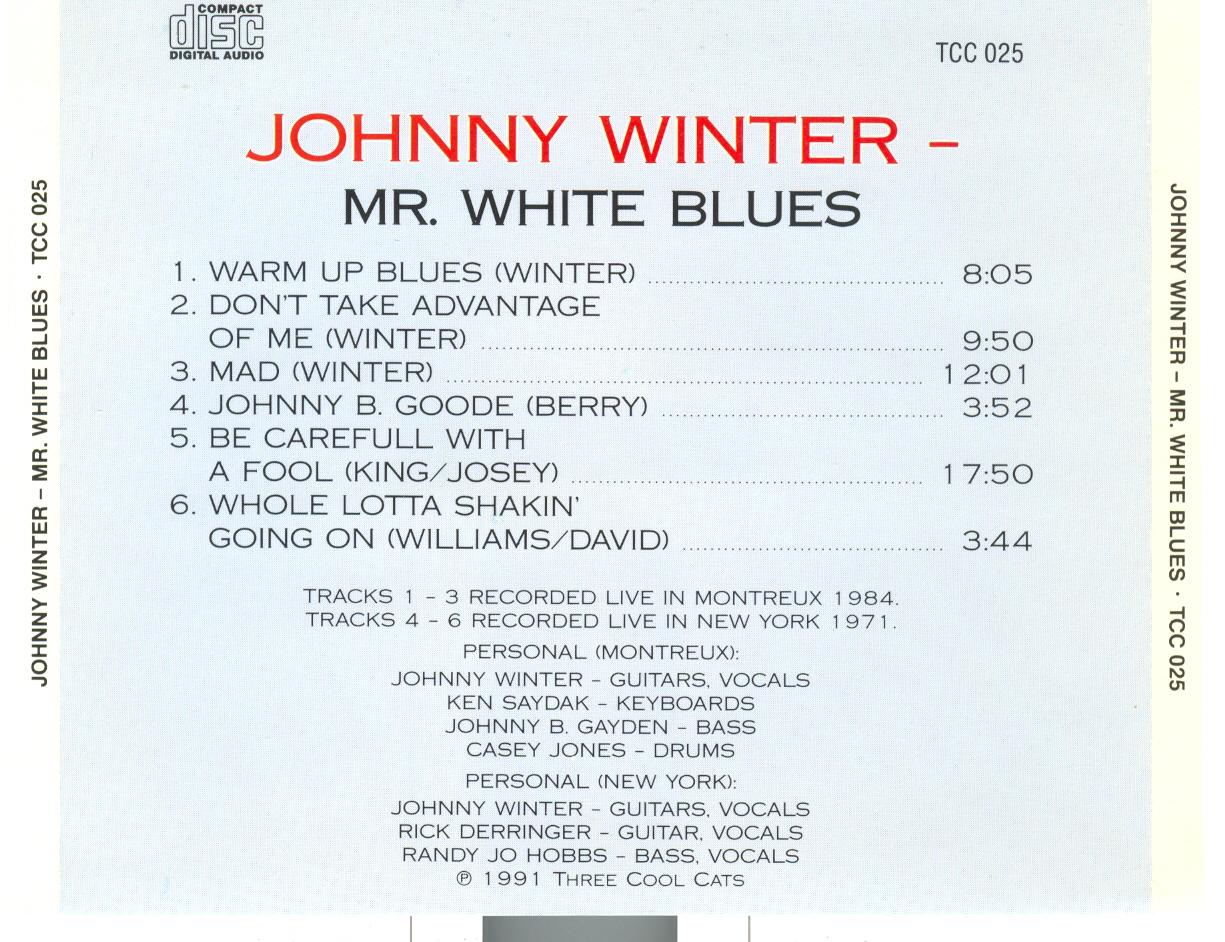 COMPACT
disc
DIGITAL AUDIO
TCC 025
JOHNNY WINTER –
MR. WHITE BLUES
1. WARM UP BLUES (WINTER) 8:05
2. DON'T TAKE ADVANTAGE
OF ME (WINTER) 9:50
3. MAD (WINTER) 12:01
4. JOHNNY B. GOODE (BERRY) 3:52
5. BE CAREFULL WITH
A FOOL (KING/JOSEY) 17:50
6. WHOLE LOTTA SHAKIN'
GOING ON (WILLIAMS/DAVID) 3:44
TRACKS 1 – 3 RECORDED LIVE IN MONTREUX 1984.
TRACKS 4 – 6 RECORDED LIVE IN NEW YORK 1971.
PERSONAL (MONTREUX):
JOHNNY WINTER – GUITARS, VOCALS
KEN SAYDAK – KEYBOARDS
JOHNNY B. GAYDEN – BASS
CASEY JONES – DRUMS
PERSONAL (NEW YORK):
JOHNNY WINTER – GUITARS, VOCALS
RICK DERRINGER – GUITAR, VOCALS
RANDY JO HOBBS – BASS, VOCALS
℗ 1991 THREE COOL CATS
JOHNNY WINTER – MR. WHITE BLUES · TCC 025
JOHNNY WINTER – MR. WHITE BLUES · TCC 025